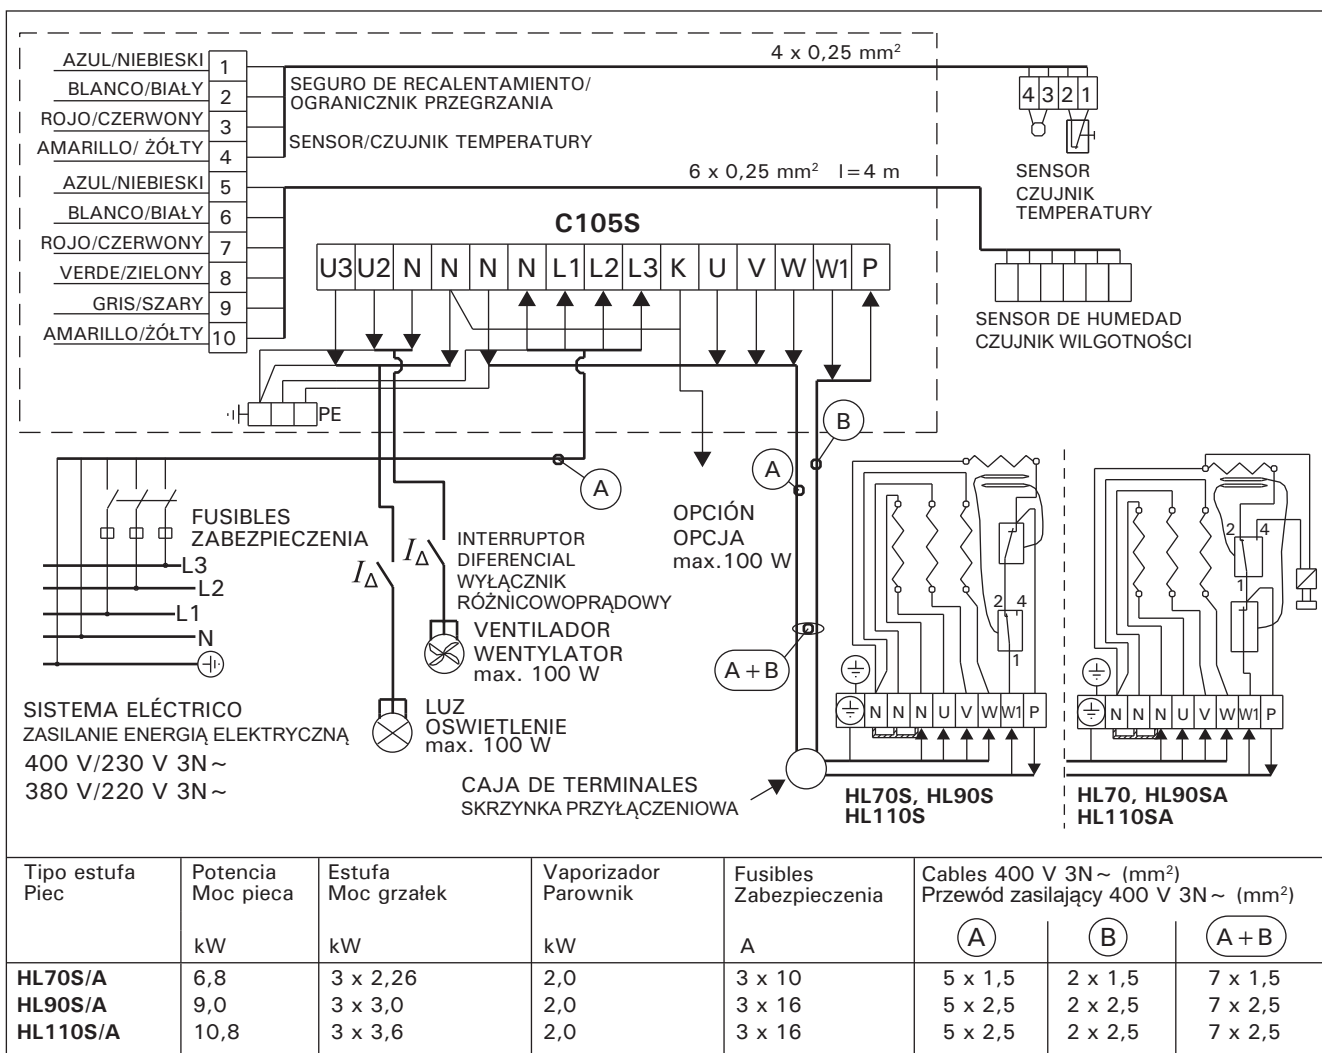 AZUL/NIEBIESKI 1
BLANCO/BIAŁY 2
ROJO/CZERWONY 3
AMARILLO/ ŻÓŁTY 4
AZUL/NIEBIESKI 5
BLANCO/BIAŁY 6
ROJO/CZERWONY 7
VERDE/ZIELONY 8
GRIS/SZARY 9
AMARILLO/ŻÓŁTY 10
4 x 0,25 mm²
SEGURO DE RECALENTAMIENTO/
OGRANICZNIK PRZEGRZANIA
SENSOR/CZUJNIK TEMPERATURY
4 3 2 1
SENSOR
CZUJNIK
TEMPERATURY
6 x 0,25 mm² l=4 m
C105S
U3 U2 N N N N L1 L2 L3 K U V W W1 P
SENSOR DE HUMEDAD
CZUJNIK WILGOTNOŚCI
PE
A
B
A
FUSIBLES
ZABEZPIECZENIA
L3
L2
L1
N
IΔ
IΔ
INTERRUPTOR
DIFERENCIAL
WYŁĄCZNIK
RÓŻNICOWOPRĄDOWY
VENTILADOR
WENTYLATOR
max. 100 W
LUZ
OSWIETLENIE
max. 100 W
OPCIÓN
OPCJA
max.100 W
A+B
SISTEMA ELÉCTRICO
ZASILANIE ENERGIĄ ELEKTRYCZNĄ
400 V/230 V 3N~
380 V/220 V 3N~
CAJA DE TERMINALES
SKRZYNKA PRZYŁĄCZENIOWA
2 4
1
N N N U V W W1 P
HL70S, HL90S
HL110S
2 4
1
N N N U V W W1 P
HL70, HL90SA
HL110SA
Tipo estufa
Piec
Potencia
Moc pieca
kW
Estufa
Moc grzałek
kW
Vaporizador
Parownik
kW
Fusibles
Zabezpieczenia
A
Cables 400 V 3N~ (mm²)
Przewód zasilający 400 V 3N~ (mm²)
A B A+B
HL70S/A 6,8 3 x 2,26 2,0 3 x 10 5 x 1,5 2 x 1,5 7 x 1,5
HL90S/A 9,0 3 x 3,0 2,0 3 x 16 5 x 2,5 2 x 2,5 7 x 2,5
HL110S/A 10,8 3 x 3,6 2,0 3 x 16 5 x 2,5 2 x 2,5 7 x 2,5